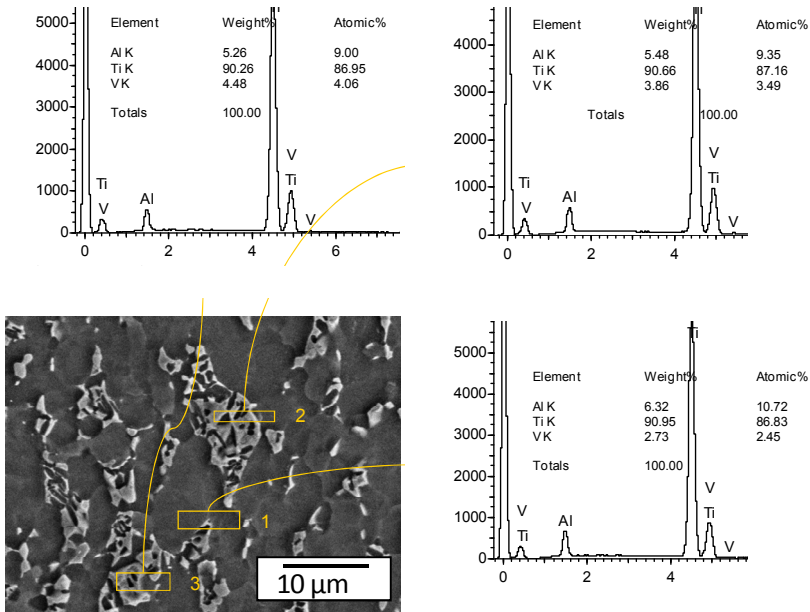 Ti
5000
4000
3000
2000
1000
0
Element Weight% Atomic%
Al K 5.26 9.00
Ti K 90.26 86.95
V K 4.48 4.06
Totals 100.00
Ti
V
Al
V
Ti
V
0 2 4 6
Ti
4000
3000
2000
1000
0
Element Weight% Atomic%
Al K 5.48 9.35
Ti K 90.66 87.16
V K 3.86 3.49
Totals 100.00
Ti
V
Al
V
Ti
V
0 2 4
2
1
3
10 µm
Ti
5000
4000
3000
2000
1000
0
Element Weight% Atomic%
Al K 6.32 10.72
Ti K 90.95 86.83
V K 2.73 2.45
Totals 100.00
V
Ti
Al
V
Ti
V
0 2 4